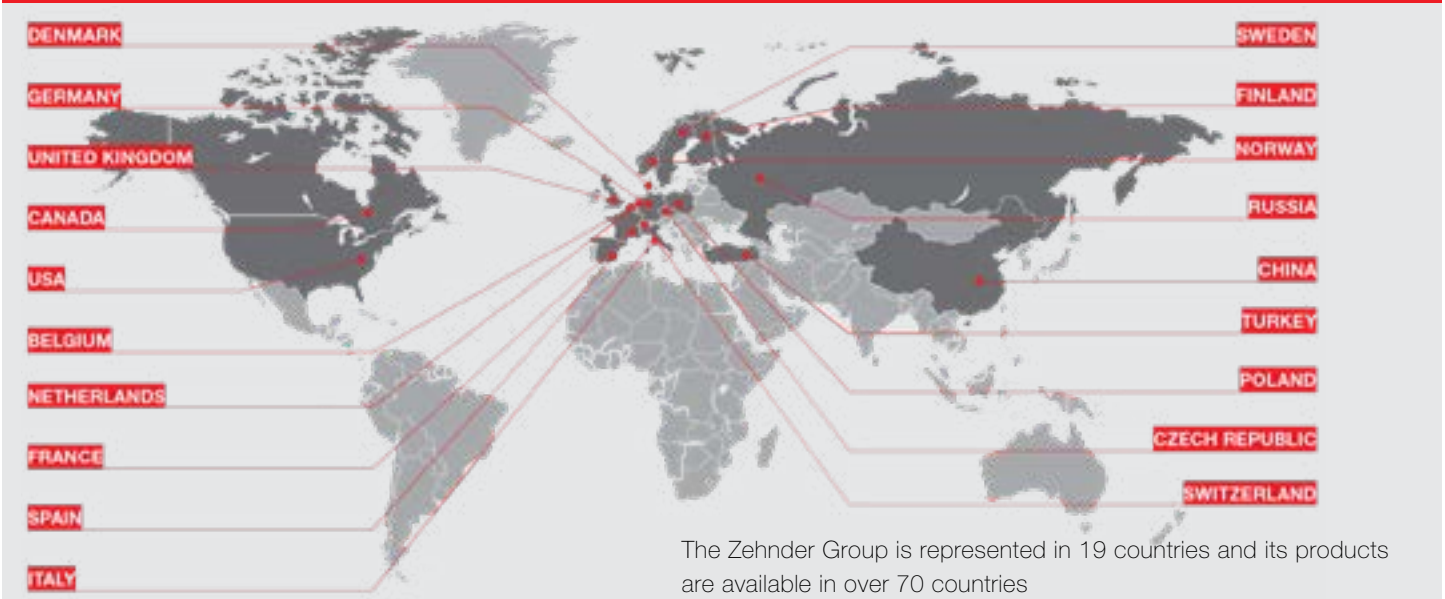 DENMARK
GERMANY
UNITED KINGDOM
CANADA
USA
BELGIUM
NETHERLANDS
FRANCE
SPAIN
ITALY
SWEDEN
FINLAND
NORWAY
RUSSIA
CHINA
TURKEY
POLAND
CZECH REPUBLIC
SWITZERLAND
The Zehnder Group is represented in 19 countries and its products
are available in over 70 countries